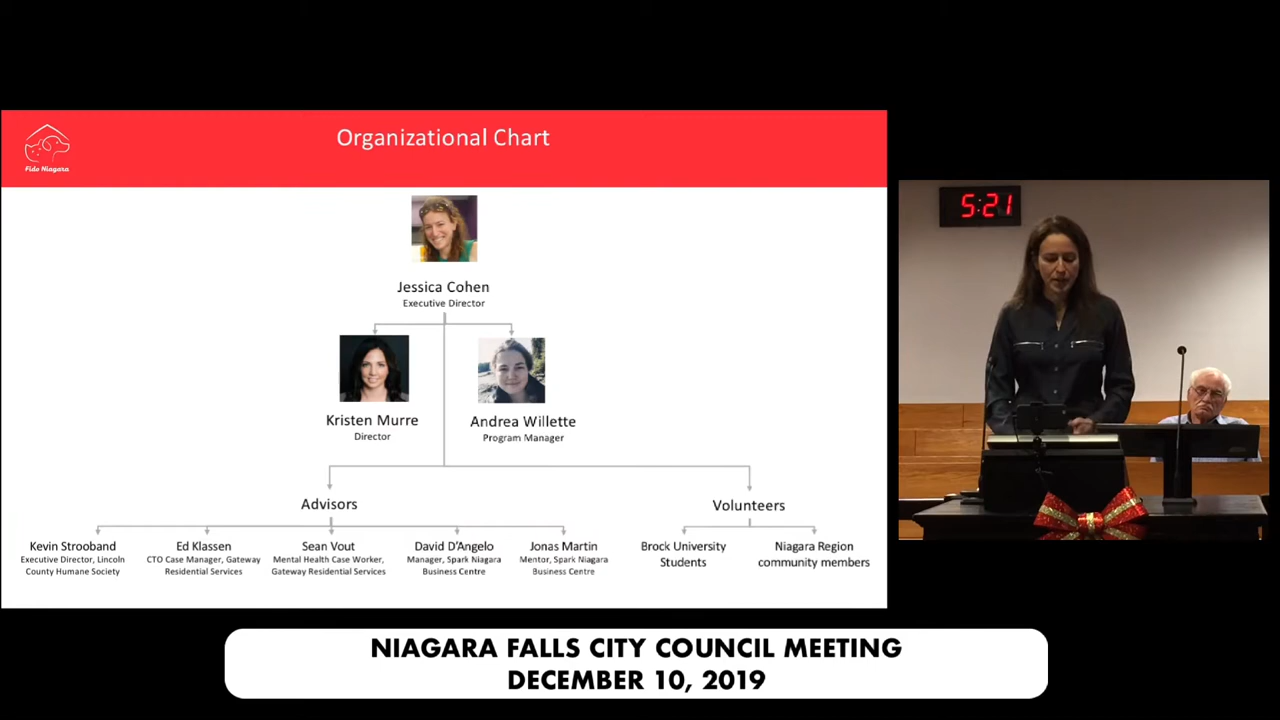 Organizational Chart
Fido Niagara
5:21
Jessica Cohen
Executive Director
Kristen Murre
Director
Andrea Willette
Program Manager
Advisors
Volunteers
Kevin Strooband
Executive Director, Lincoln
County Humane Society
Ed Klassen
CTO Case Manager, Gateway
Residential Services
Sean Vout
Mental Health Case Worker,
Gateway Residential Services
David D'Angelo
Manager, Spark Niagara
Business Centre
Jonas Martin
Mentor, Spark Niagara
Business Centre
Brock University
Students
Niagara Region
community members
NIAGARA FALLS CITY COUNCIL MEETING
DECEMBER 10, 2019